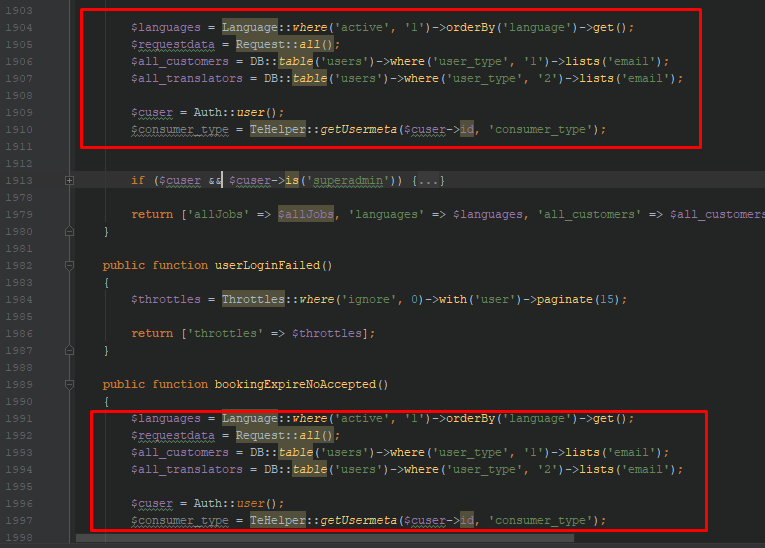 1903
1904 $languages = Language::where('active', '1')->orderBy('language')->get();
1905 $requestdata = Request::all();
1906 $all_customers = DB::table('users')->where('user_type', '1')->lists('email');
1907 $all_translators = DB::table('users')->where('user_type', '2')->lists('email');
1908
1909 $cuser = Auth::user();
1910 $consumer_type = TeHelper::getUsermeta($cuser->id, 'consumer_type');
1911
1912
1913 if ($cuser && $cuser->is('superadmin')) {...}
1978
1979 return ['allJobs' => $allJobs, 'languages' => $languages, 'all_customers' => $all_customers
1980 }
1981
1982 public function userLoginFailed()
1983 {
1984 $throttles = Throttles::where('ignore', 0)->with('user')->paginate(15);
1985
1986 return ['throttles' => $throttles];
1987 }
1988
1989 public function bookingExpireNoAccepted()
1990 {
1991 $languages = Language::where('active', '1')->orderBy('language')->get();
1992 $requestdata = Request::all();
1993 $all_customers = DB::table('users')->where('user_type', '1')->lists('email');
1994 $all_translators = DB::table('users')->where('user_type', '2')->lists('email');
1995
1996 $cuser = Auth::user();
1997 $consumer_type = TeHelper::getUsermeta($cuser->id, 'consumer_type');
1998